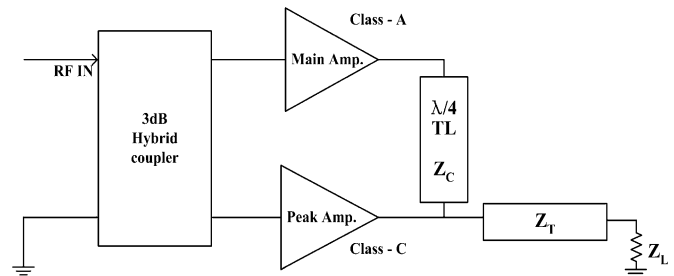 Class - A
Main Amp.
RF IN
3dB
Hybrid
coupler
λ/4
TL
Z_C
Peak Amp.
Class - C
Z_T
Z_L